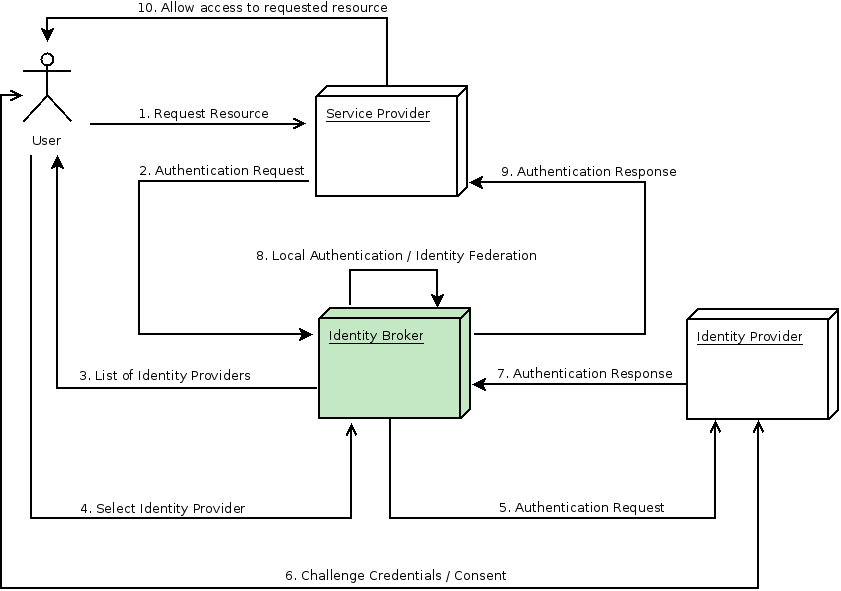 10. Allow access to requested resource
1. Request Resource
Service Provider
User
2. Authentication Request
9. Authentication Response
8. Local Authentication / Identity Federation
Identity Broker
Identity Provider
3. List of Identity Providers
7. Authentication Response
4. Select Identity Provider
5. Authentication Request
6. Challenge Credentials / Consent